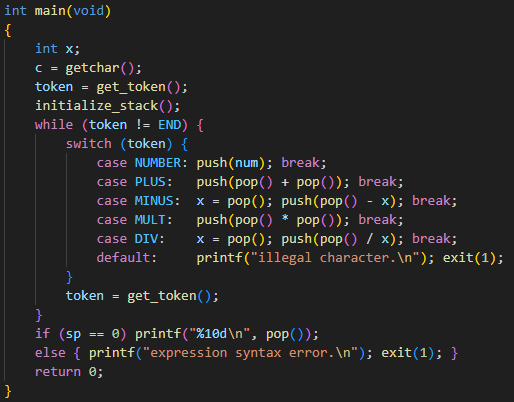 int main(void)
{
    int x;
    c = getchar();
    token = get_token();
    initialize_stack();
    while (token != END) {
        switch (token) {
            case NUMBER: push(num); break;
            case PLUS:   push(pop() + pop()); break;
            case MINUS:  x = pop(); push(pop() - x); break;
            case MULT:   push(pop() * pop()); break;
            case DIV:    x = pop(); push(pop() / x); break;
            default:     printf("illegal character.\n"); exit(1);
        }
        token = get_token();
    }
    if (sp == 0) printf("%10d\n", pop());
    else { printf("expression syntax error.\n"); exit(1); }
    return 0;
}